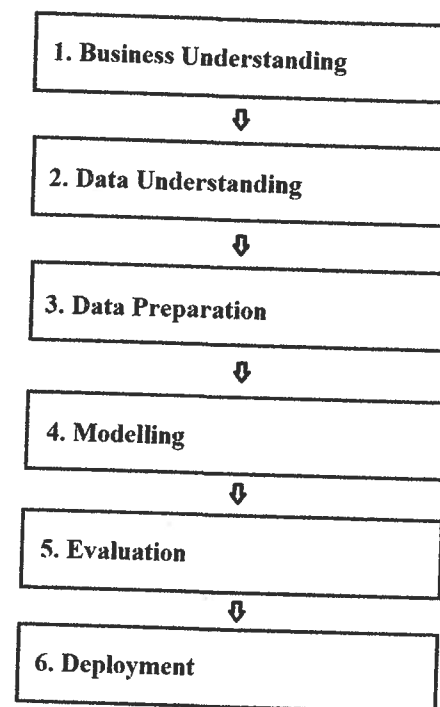 1. Business Understanding
2. Data Understanding
3. Data Preparation
4. Modelling
5. Evaluation
6. Deployment